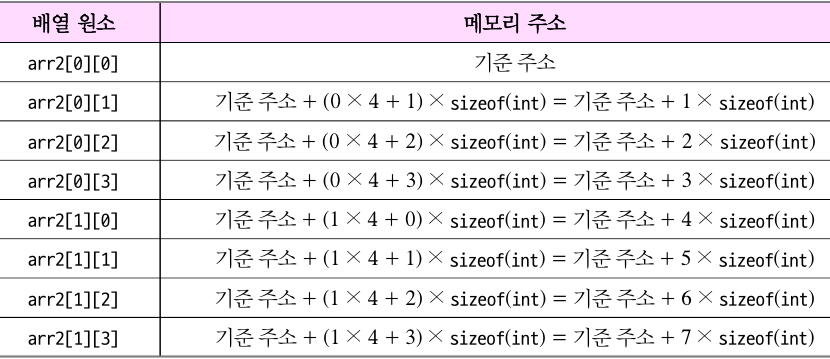 배열 원소 메모리 주소
arr2[0][0] 기준 주소
arr2[0][1] 기준 주소 + (0 × 4 + 1) × sizeof(int) = 기준 주소 + 1 × sizeof(int)
arr2[0][2] 기준 주소 + (0 × 4 + 2) × sizeof(int) = 기준 주소 + 2 × sizeof(int)
arr2[0][3] 기준 주소 + (0 × 4 + 3) × sizeof(int) = 기준 주소 + 3 × sizeof(int)
arr2[1][0] 기준 주소 + (1 × 4 + 0) × sizeof(int) = 기준 주소 + 4 × sizeof(int)
arr2[1][1] 기준 주소 + (1 × 4 + 1) × sizeof(int) = 기준 주소 + 5 × sizeof(int)
arr2[1][2] 기준 주소 + (1 × 4 + 2) × sizeof(int) = 기준 주소 + 6 × sizeof(int)
arr2[1][3] 기준 주소 + (1 × 4 + 3) × sizeof(int) = 기준 주소 + 7 × sizeof(int)